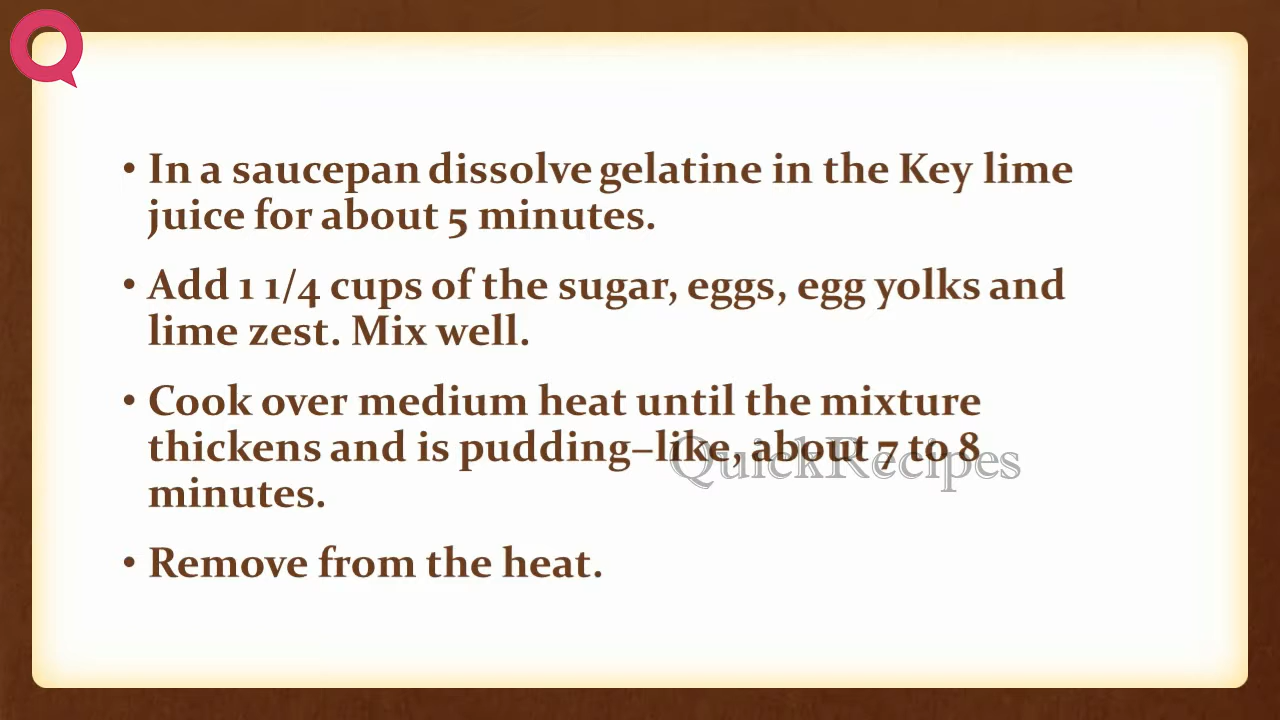 • In a saucepan dissolve gelatine in the Key lime
juice for about 5 minutes.
• Add 1 1/4 cups of the sugar, eggs, egg yolks and
lime zest. Mix well.
• Cook over medium heat until the mixture
thickens and is pudding–like, about 7 to 8
minutes.
QuickRecipes
• Remove from the heat.